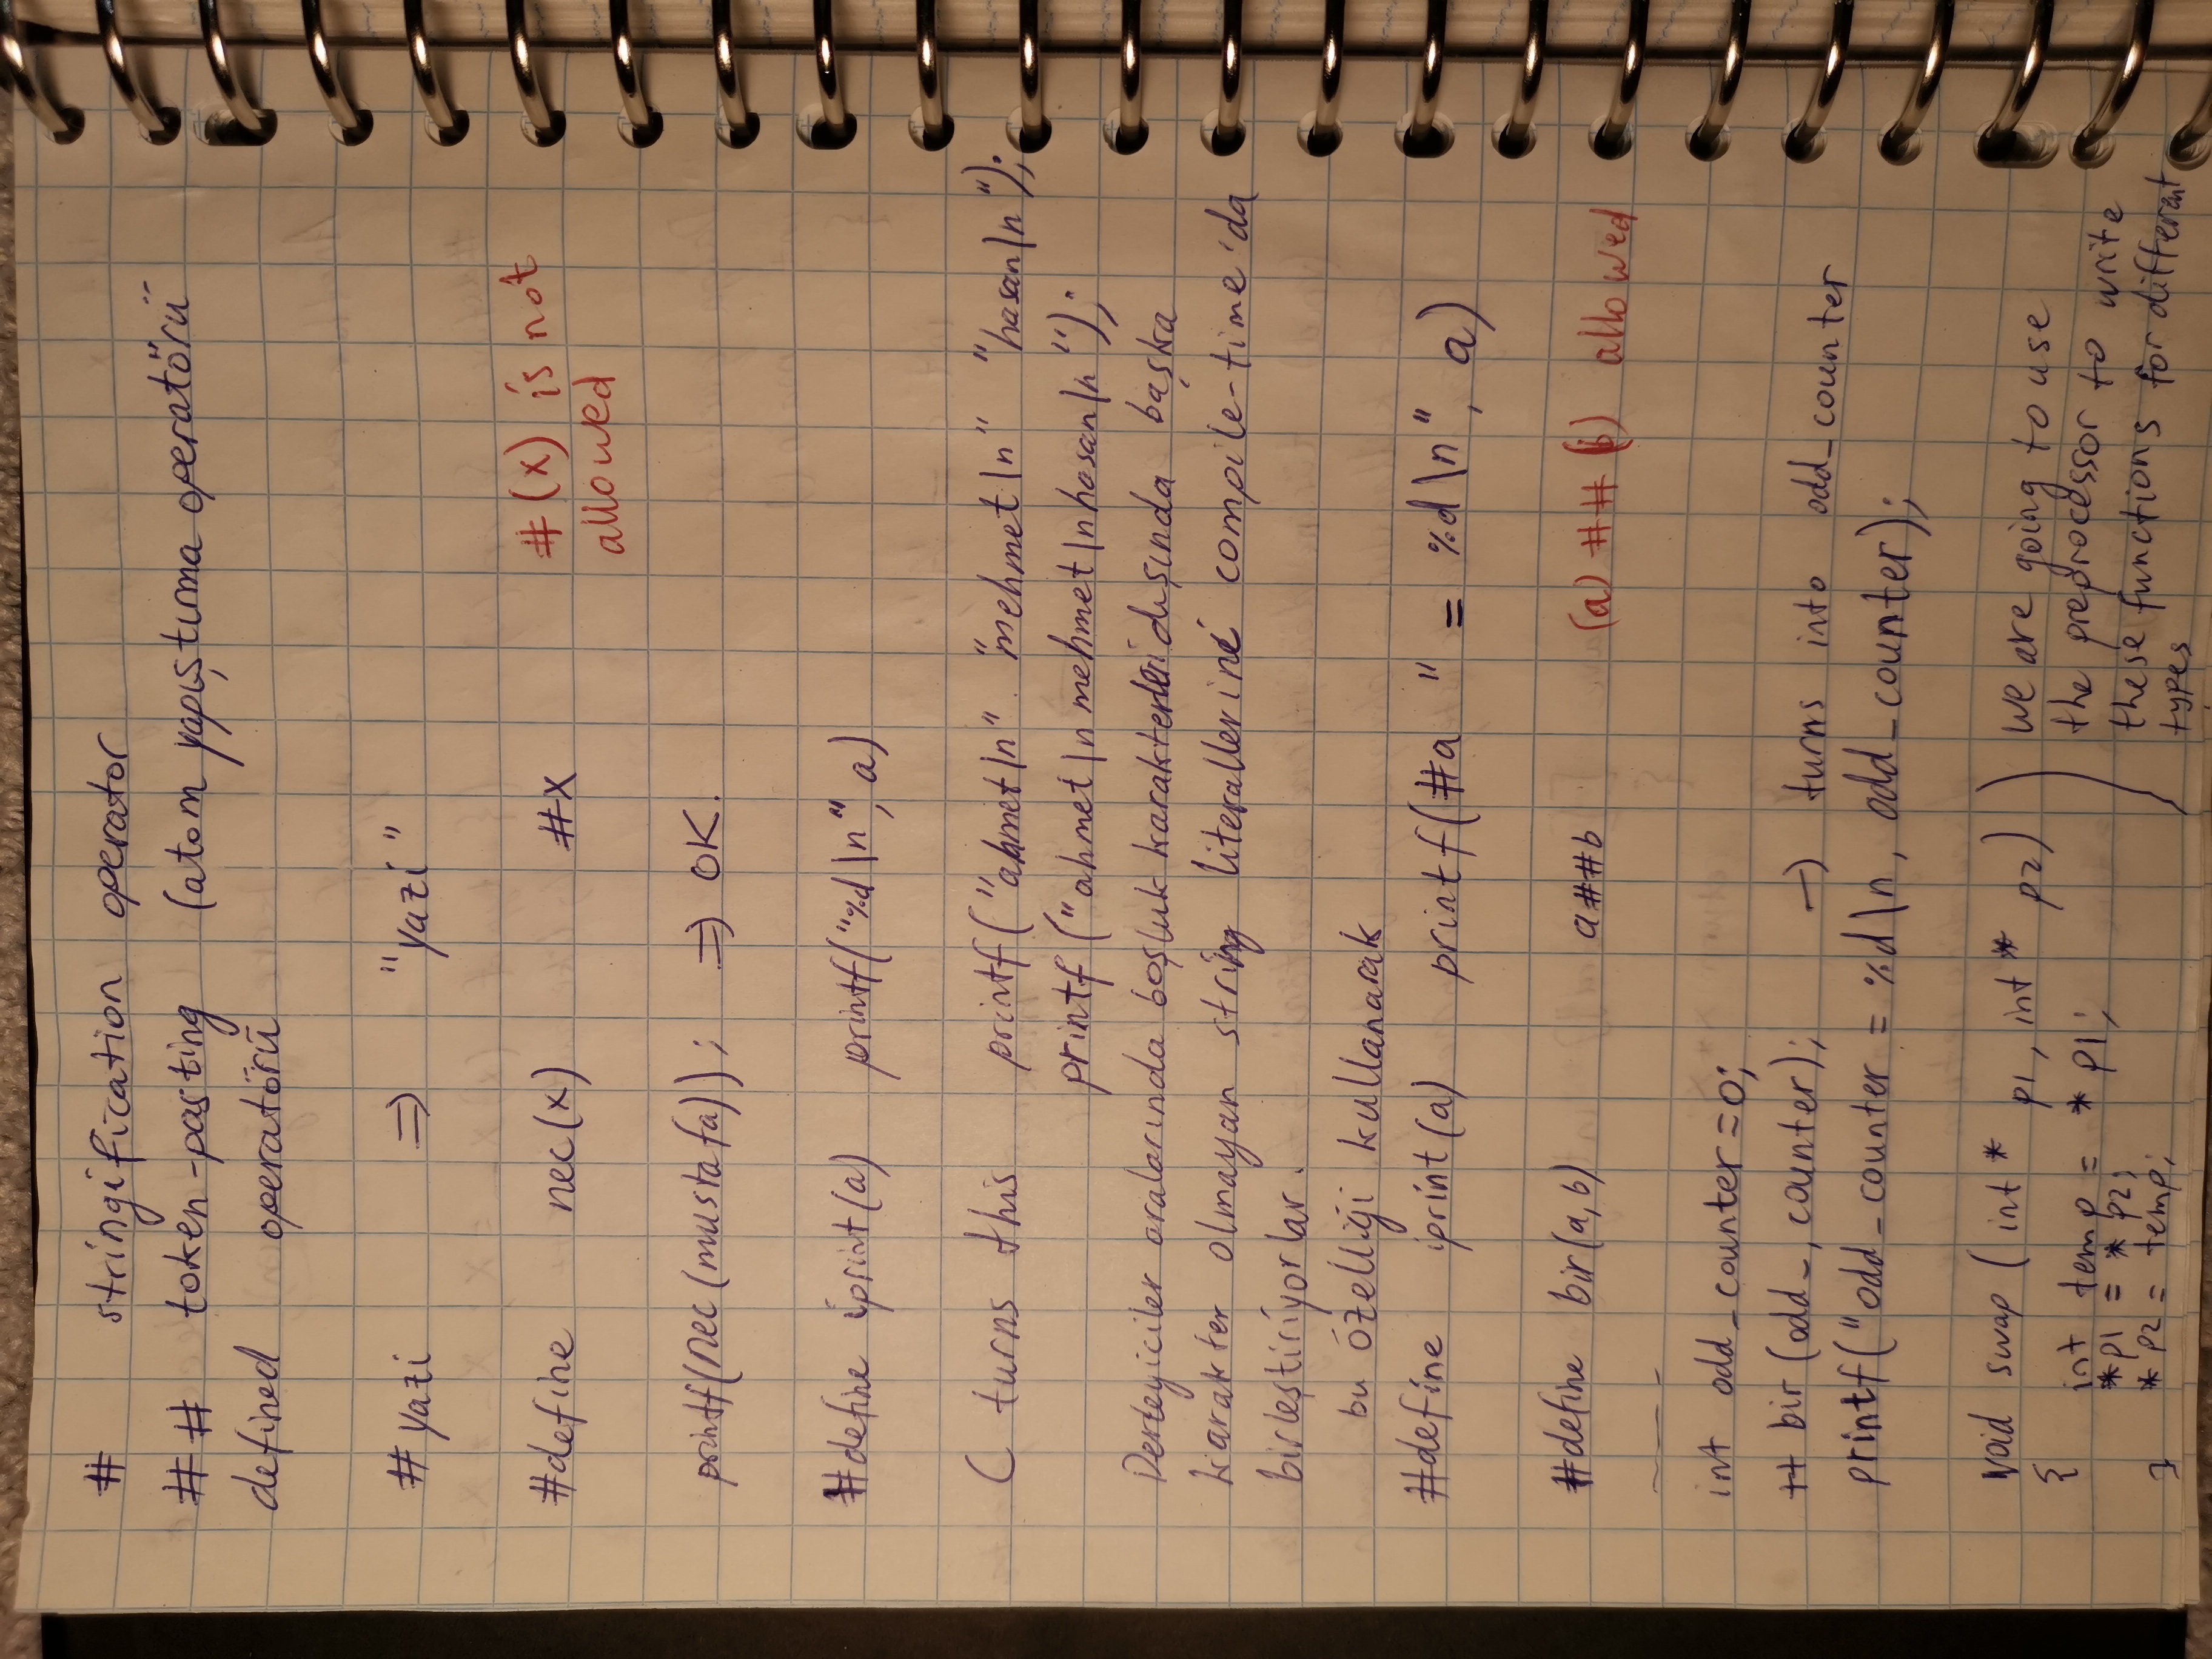 # stringification operator
## token-pasting (atom yapıştırma operatörü
defined operatörü
#yazi ⇒ "yazi"
#define nec(x) #x #(x) is not
allowed
printf(nec(mustafa)); ⇒ OK.
#define iprint(a) printf("%d\n", a)
C turns this printf("ahmet\n" "mehmet\n" "hasan\n");
printf("ahmet\nmehmet\nhasan\n");
Derleyiciler aralarında boşluk karakterleri dışında başka
karakter olmayan string literallerini compile-time'da
birleştiriyorlar.
bu özelliği kullanarak
#define iprint(a) printf(#a " = %d\n", a)
#define bir(a,b) a##b (a)##(b) allowed
int odd_counter=0;
++bir(odd_, counter); → turns into odd_counter
printf("odd_counter = %d\n, odd_counter);
void swap (int * p1, int * p2) ) we are going to use
{ the preprocessor to write
int temp = *p1; these functions for different
*p1 = *p2; types
*p2 = temp;
}